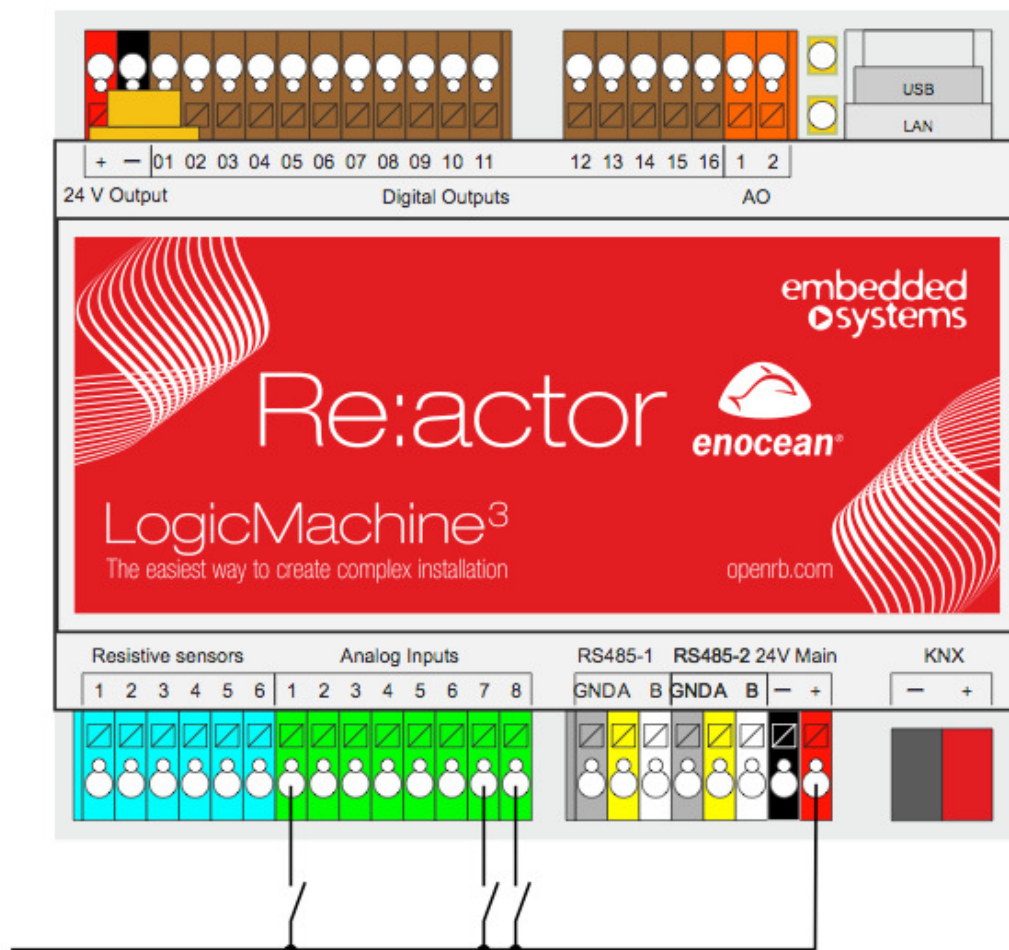 USB
LAN
+ — 01 02 03 04 05 06 07 08 09 10 11 12 13 14 15 16 1 2
24 V Output Digital Outputs AO
embedded
systems
Re:actor
enocean®
LogicMachine³
The easiest way to create complex installation
openrb.com
Resistive sensors Analog Inputs RS485-1 RS485-2 24V Main KNX
1 2 3 4 5 6 1 2 3 4 5 6 7 8 GND A B GND A B — + — +